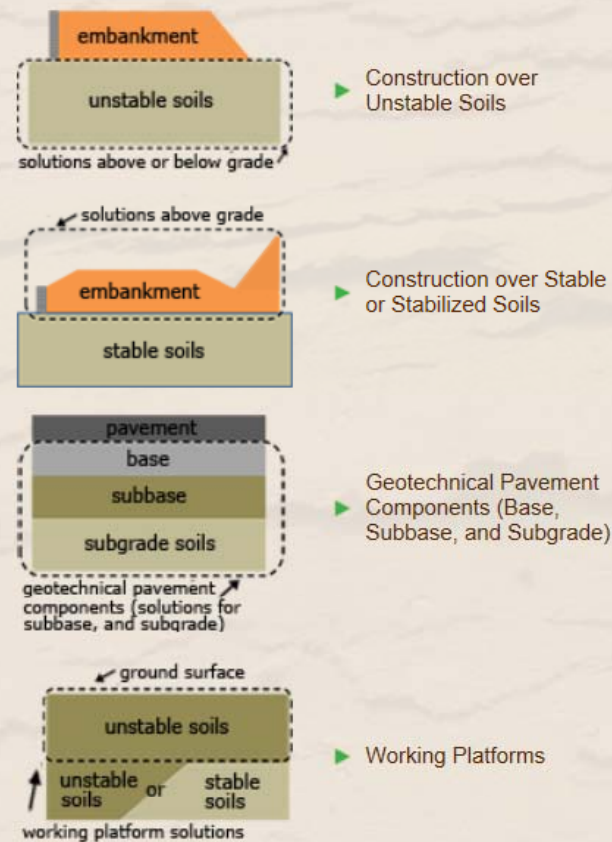 embankment
unstable soils
solutions above or below grade
Construction over
Unstable Soils
solutions above grade
embankment
stable soils
Construction over Stable
or Stabilized Soils
pavement
base
subbase
subgrade soils
geotechnical pavement
components (solutions for
subbase, and subgrade)
Geotechnical Pavement
Components (Base,
Subbase, and Subgrade)
ground surface
unstable soils
unstable
soils
or
stable
soils
working platform solutions
Working Platforms